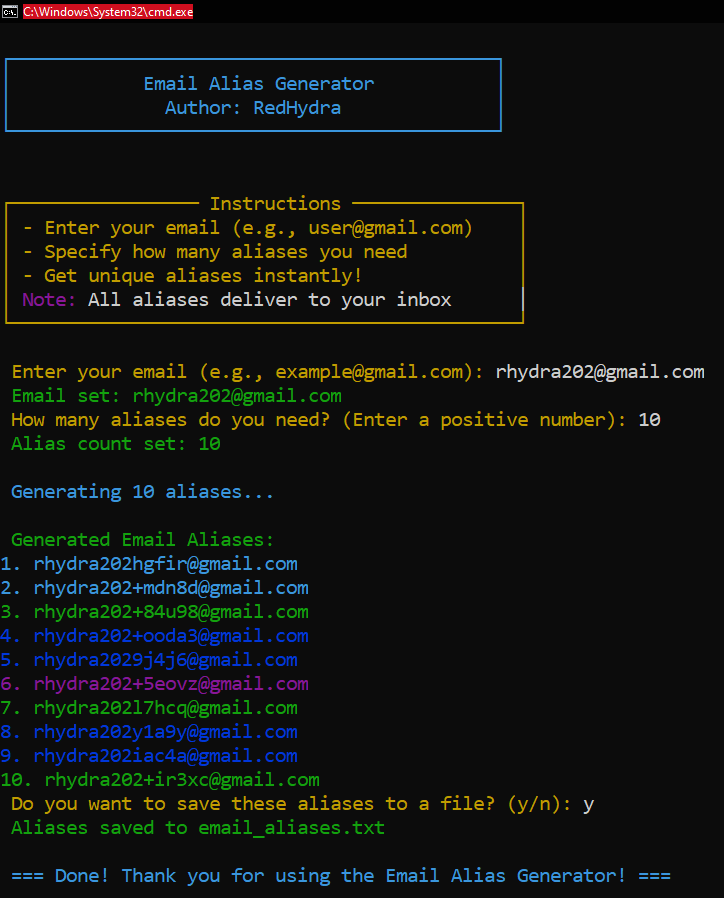 C:\Windows\System32\cmd.exe
Email Alias Generator
Author: RedHydra
Instructions
- Enter your email (e.g., user@gmail.com)
- Specify how many aliases you need
- Get unique aliases instantly!
Note: All aliases deliver to your inbox
Enter your email (e.g., example@gmail.com): rhydra202@gmail.com
Email set: rhydra202@gmail.com
How many aliases do you need? (Enter a positive number): 10
Alias count set: 10
Generating 10 aliases...
Generated Email Aliases:
1. rhydra202hgfir@gmail.com
2. rhydra202+mdn8d@gmail.com
3. rhydra202+84u98@gmail.com
4. rhydra202+ooda3@gmail.com
5. rhydra2029j4j6@gmail.com
6. rhydra202+5eovz@gmail.com
7. rhydra202l7hcq@gmail.com
8. rhydra202y1a9y@gmail.com
9. rhydra202iac4a@gmail.com
10. rhydra202+ir3xc@gmail.com
Do you want to save these aliases to a file? (y/n): y
Aliases saved to email_aliases.txt
=== Done! Thank you for using the Email Alias Generator! ===